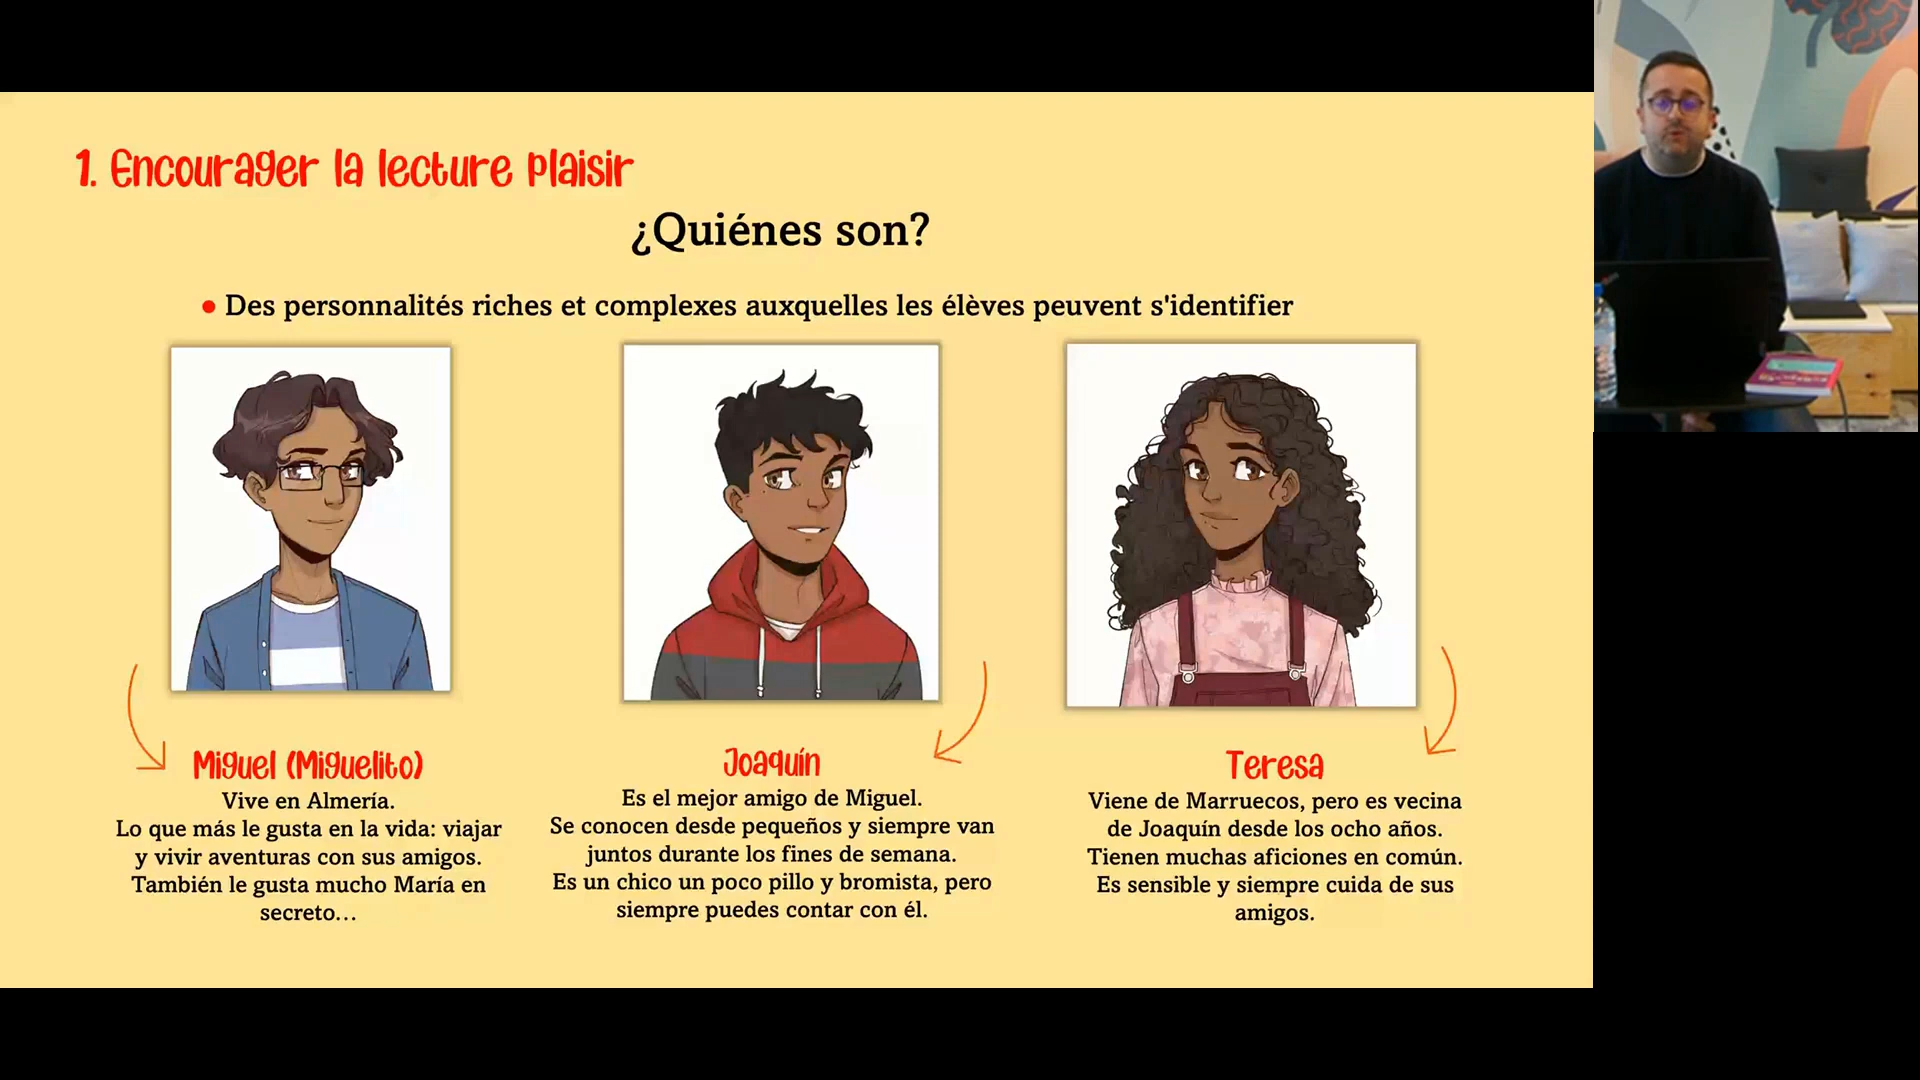 1. Encourager la lecture plaisir
¿Quiénes son?
● Des personnalités riches et complexes auxquelles les élèves peuvent s'identifier
Miguel (Miguelito)
Vive en Almería.
Lo que más le gusta en la vida: viajar
y vivir aventuras con sus amigos.
También le gusta mucho María en
secreto...
Joaquín
Es el mejor amigo de Miguel.
Se conocen desde pequeños y siempre van
juntos durante los fines de semana.
Es un chico un poco pillo y bromista, pero
siempre puedes contar con él.
Teresa
Viene de Marruecos, pero es vecina
de Joaquín desde los ocho años.
Tienen muchas aficiones en común.
Es sensible y siempre cuida de sus
amigos.